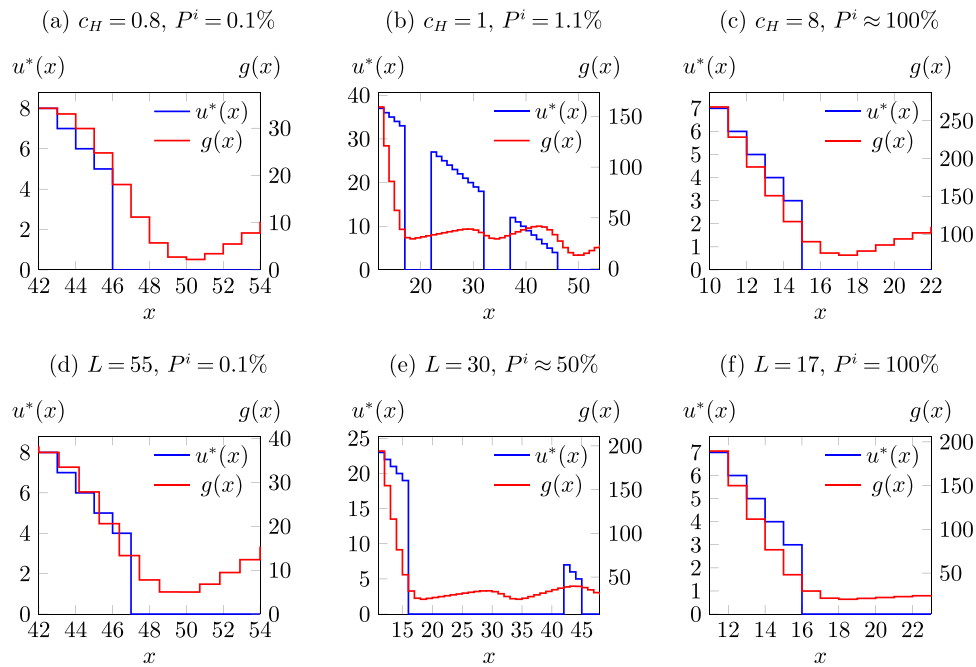 (a) c_H = 0.8, P^i = 0.1%
u*(x) g(x)
8
6
4
2
0
30
20
10
0
u*(x)
g(x)
42 44 46 48 50 52 54
x
(b) c_H = 1, P^i = 1.1%
u*(x) g(x)
40
30
20
10
0
150
100
50
0
u*(x)
g(x)
20 30 40 50
x
(c) c_H = 8, P^i ≈ 100%
u*(x) g(x)
7
6
5
4
3
2
1
0
250
200
150
100
u*(x)
g(x)
10 12 14 16 18 20 22
x
(d) L = 55, P^i = 0.1%
u*(x) g(x)
8
6
4
2
0
40
30
20
10
0
u*(x)
g(x)
42 44 46 48 50 52 54
x
(e) L = 30, P^i ≈ 50%
u*(x) g(x)
25
20
15
10
5
0
200
150
100
50
u*(x)
g(x)
15 20 25 30 35 40 45
x
(f) L = 17, P^i = 100%
u*(x) g(x)
7
6
5
4
3
2
1
0
200
150
100
50
u*(x)
g(x)
12 14 16 18 20 22
x